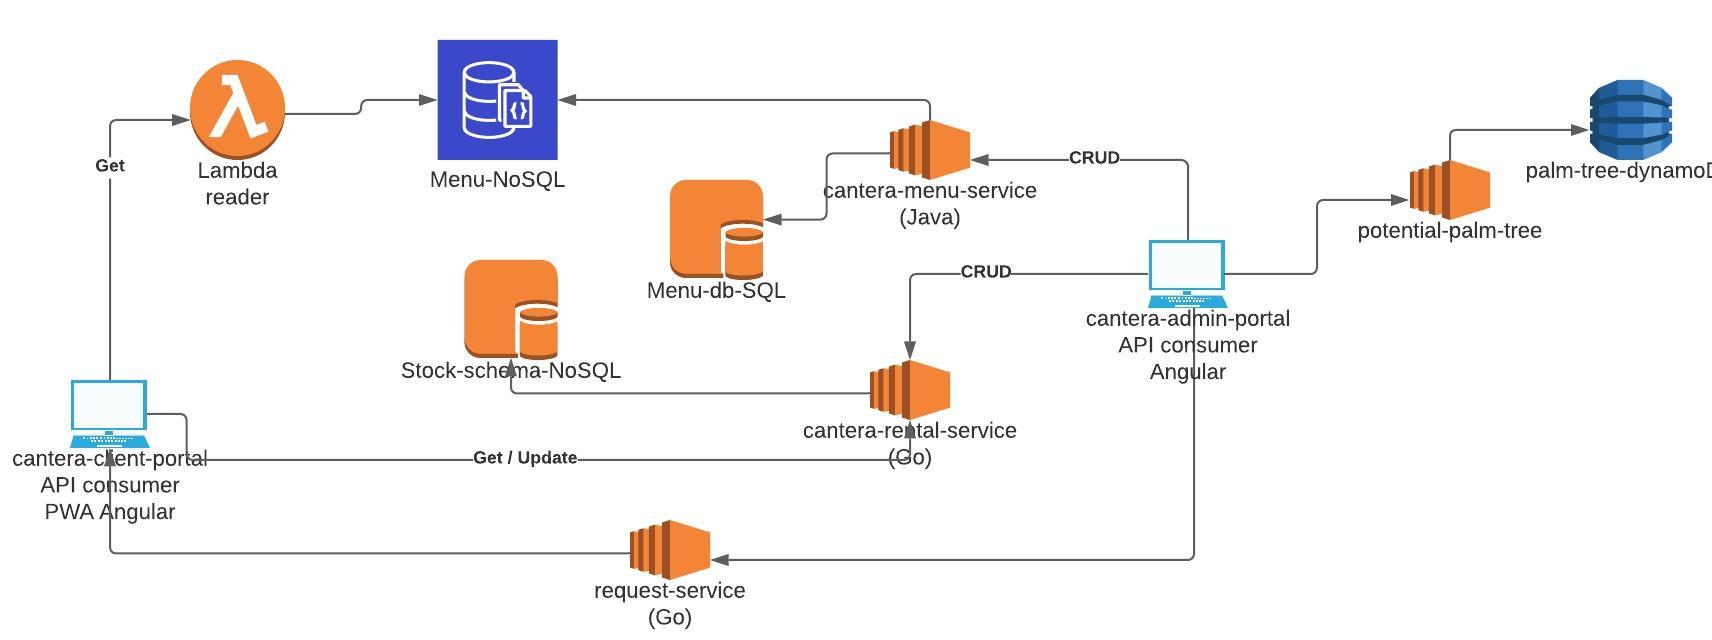 Get
Lambda
reader
Menu-NoSQL
cantera-menu-service
(Java)
CRUD
palm-tree-dynamoD
potential-palm-tree
Menu-db-SQL
CRUD
cantera-admin-portal
API consumer
Angular
Stock-schema-NoSQL
cantera-rental-service
(Go)
cantera-client-portal
API consumer
PWA Angular
Get / Update
request-service
(Go)